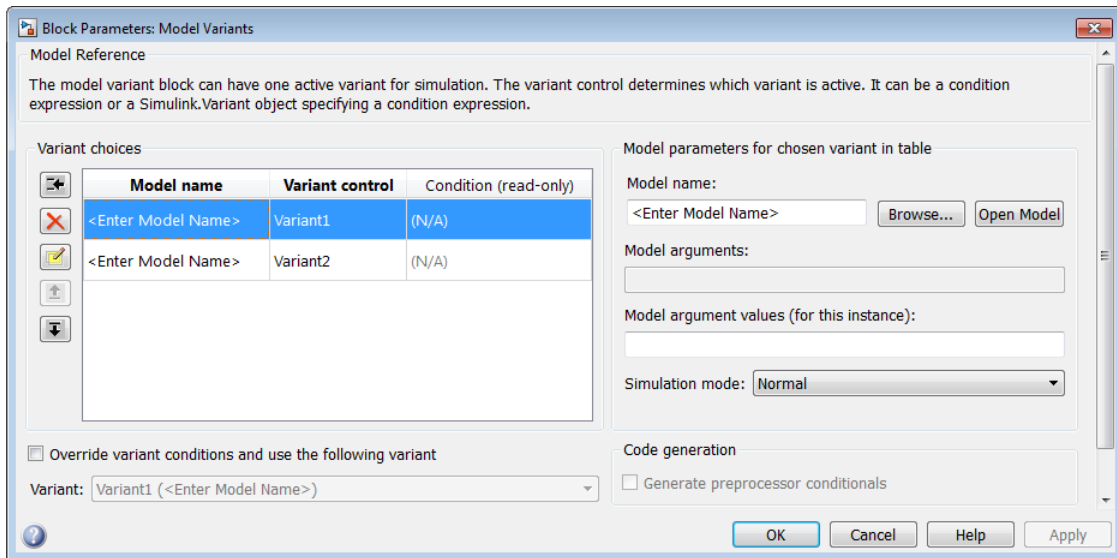 Block Parameters: Model Variants
Model Reference
The model variant block can have one active variant for simulation. The variant control determines which variant is active. It can be a condition
expression or a Simulink.Variant object specifying a condition expression.
Variant choices
Model name Variant control Condition (read-only)
<Enter Model Name> Variant1 (N/A)
<Enter Model Name> Variant2 (N/A)
Override variant conditions and use the following variant
Variant: Variant1 (<Enter Model Name>)
Model parameters for chosen variant in table
Model name:
<Enter Model Name> Browse... Open Model
Model arguments:
Model argument values (for this instance):
Simulation mode: Normal
Code generation
Generate preprocessor conditionals
OK Cancel Help Apply